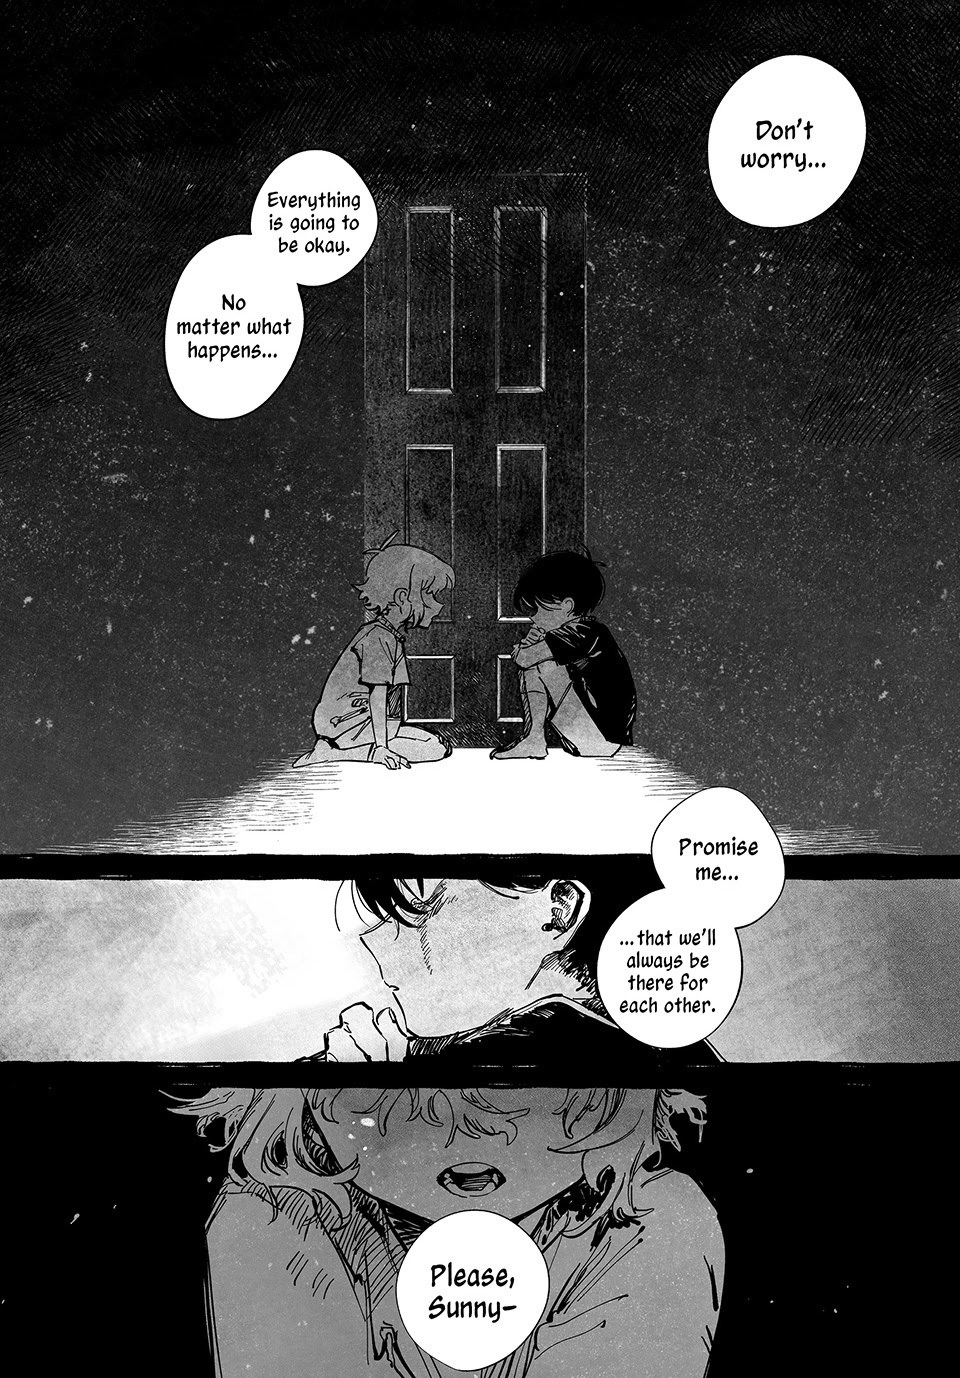 Don't
worry...
Everything
is going to
be okay.
No
matter what
happens...
Promise
me...
...that we'll
always be
there for
each other.
Please,
Sunny-